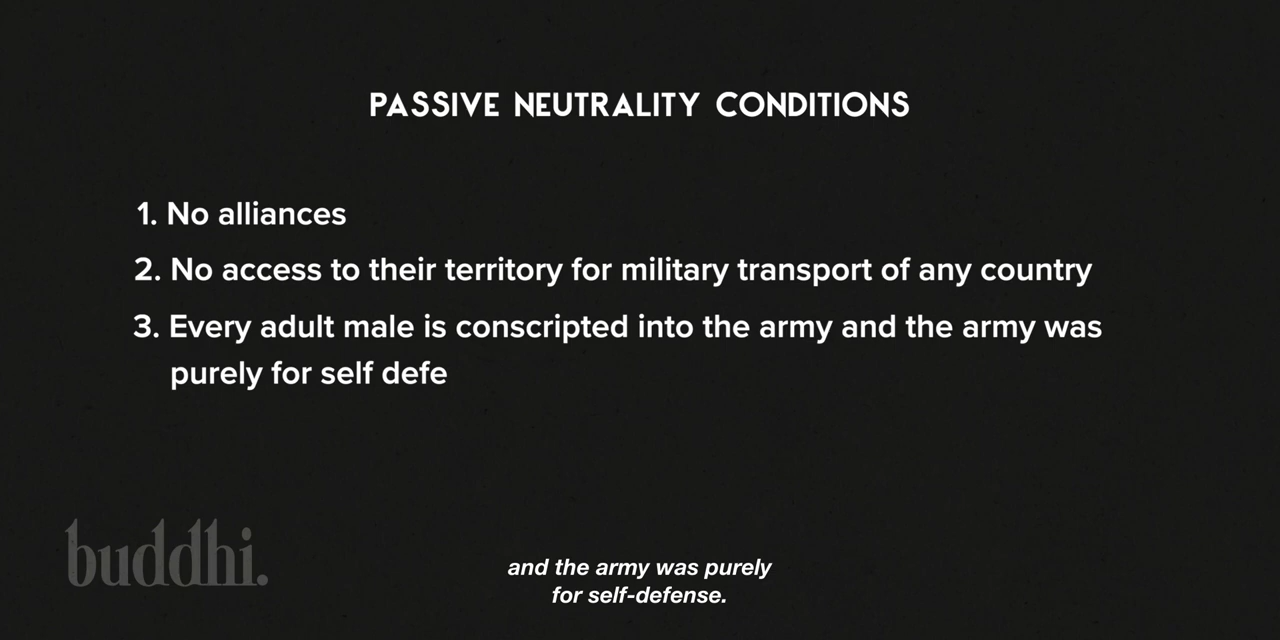 PASSIVE NEUTRALITY CONDITIONS
1. No alliances
2. No access to their territory for military transport of any country
3. Every adult male is conscripted into the army and the army was
purely for self defe
buddhi.
and the army was purely
for self-defense.